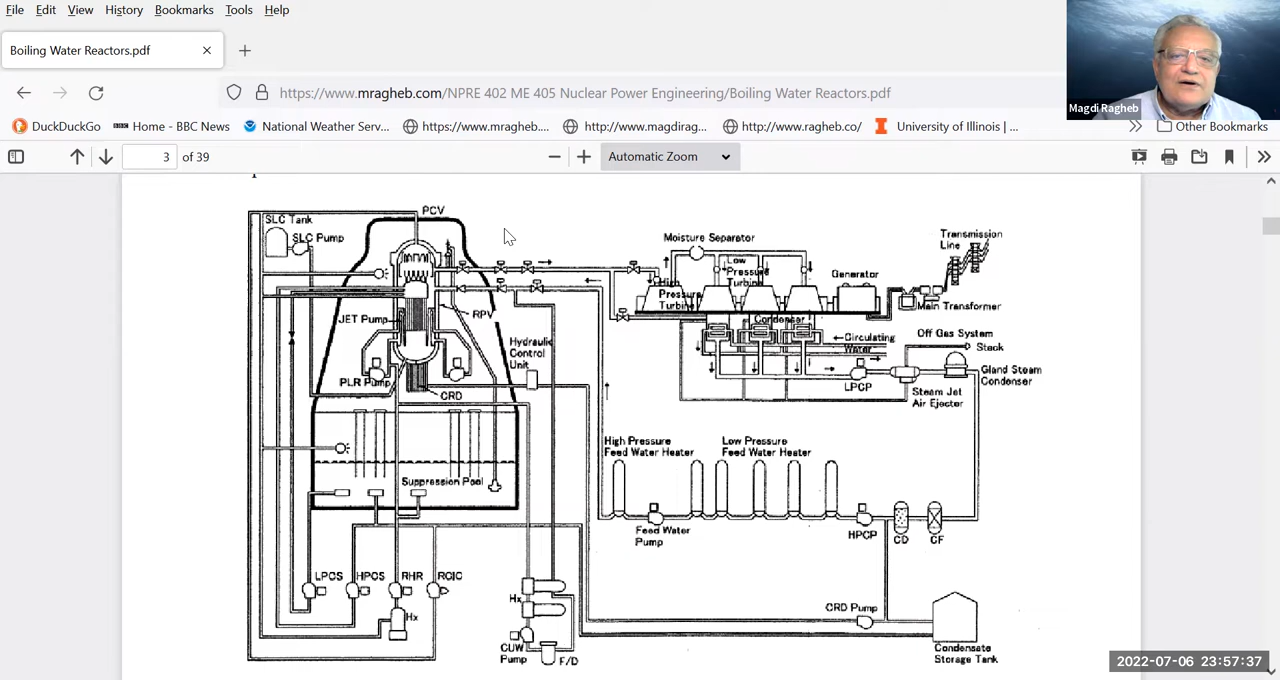 File Edit View History Bookmarks Tools Help
Boiling Water Reactors.pdf
https://www.mragheb.com/NPRE 402 ME 405 Nuclear Power Engineering/Boiling Water Reactors.pdf
Magdi Ragheb
DuckDuckGo
BBC Home - BBC News
National Weather Serv...
https://www.mragheb....
http://www.magdirag...
http://www.ragheb.co/
University of Illinois |...
Other Bookmarks
3 of 39
Automatic Zoom
PCV
SLC Tank
SLC Pump
JET Pump
RPV
PLR Pump
CRD
Hydraulic
Control
Unit
Suppression Pool
LPCS
HPCS
RHR
RCIC
Hx
Hx
CUW
Pump
F/D
Moisture Separator
Low
Pressure
Turbine
High
Pressure
Turbine
Generator
Transmission
Line
Main Transformer
Condenser
Circulating
Water
Off Gas System
Stack
LPCP
Steam Jet
Air Ejector
Gland Steam
Condenser
High Pressure
Feed Water Heater
Low Pressure
Feed Water Heater
Feed Water
Pump
HPCP
CD
CF
CRD Pump
Condensate
Storage Tank
2022-07-06 23:57:37